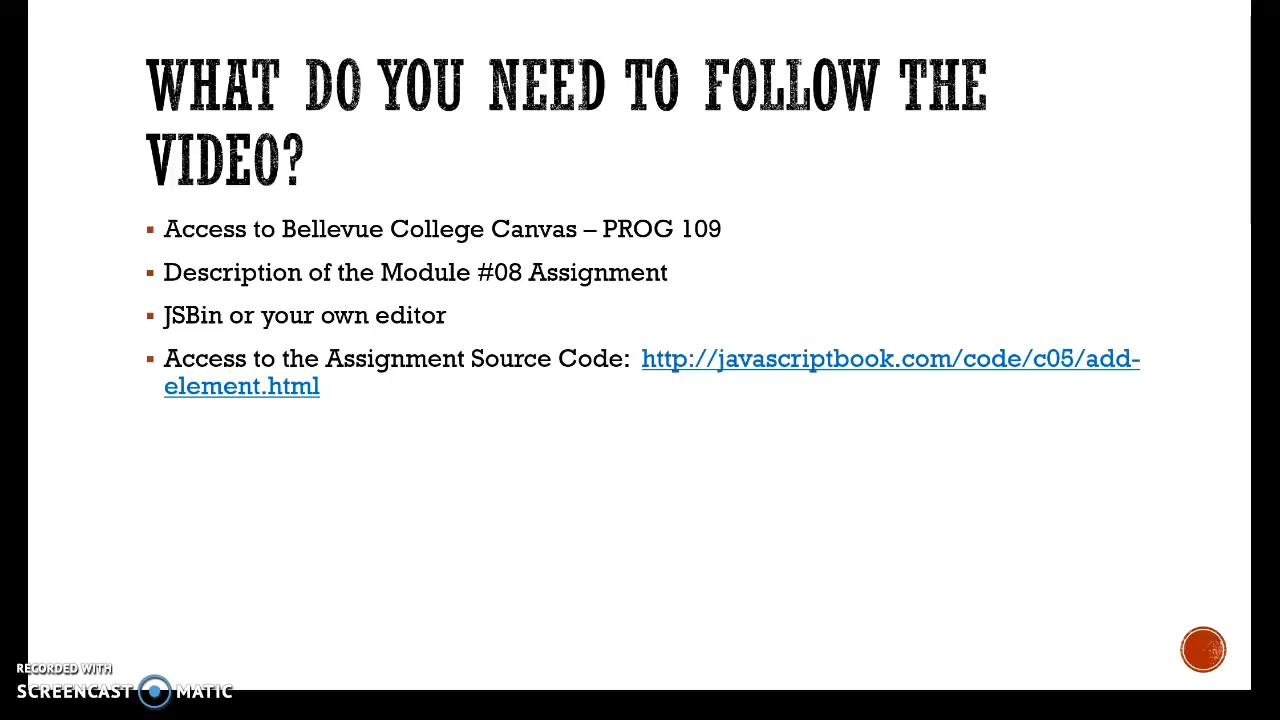 WHAT DO YOU NEED TO FOLLOW THE
VIDEO?
▪ Access to Bellevue College Canvas – PROG 109
▪ Description of the Module #08 Assignment
▪ JSBin or your own editor
▪ Access to the Assignment Source Code: http://javascriptbook.com/code/c05/add-
element.html
RECORDED WITH
SCREENCAST MATIC